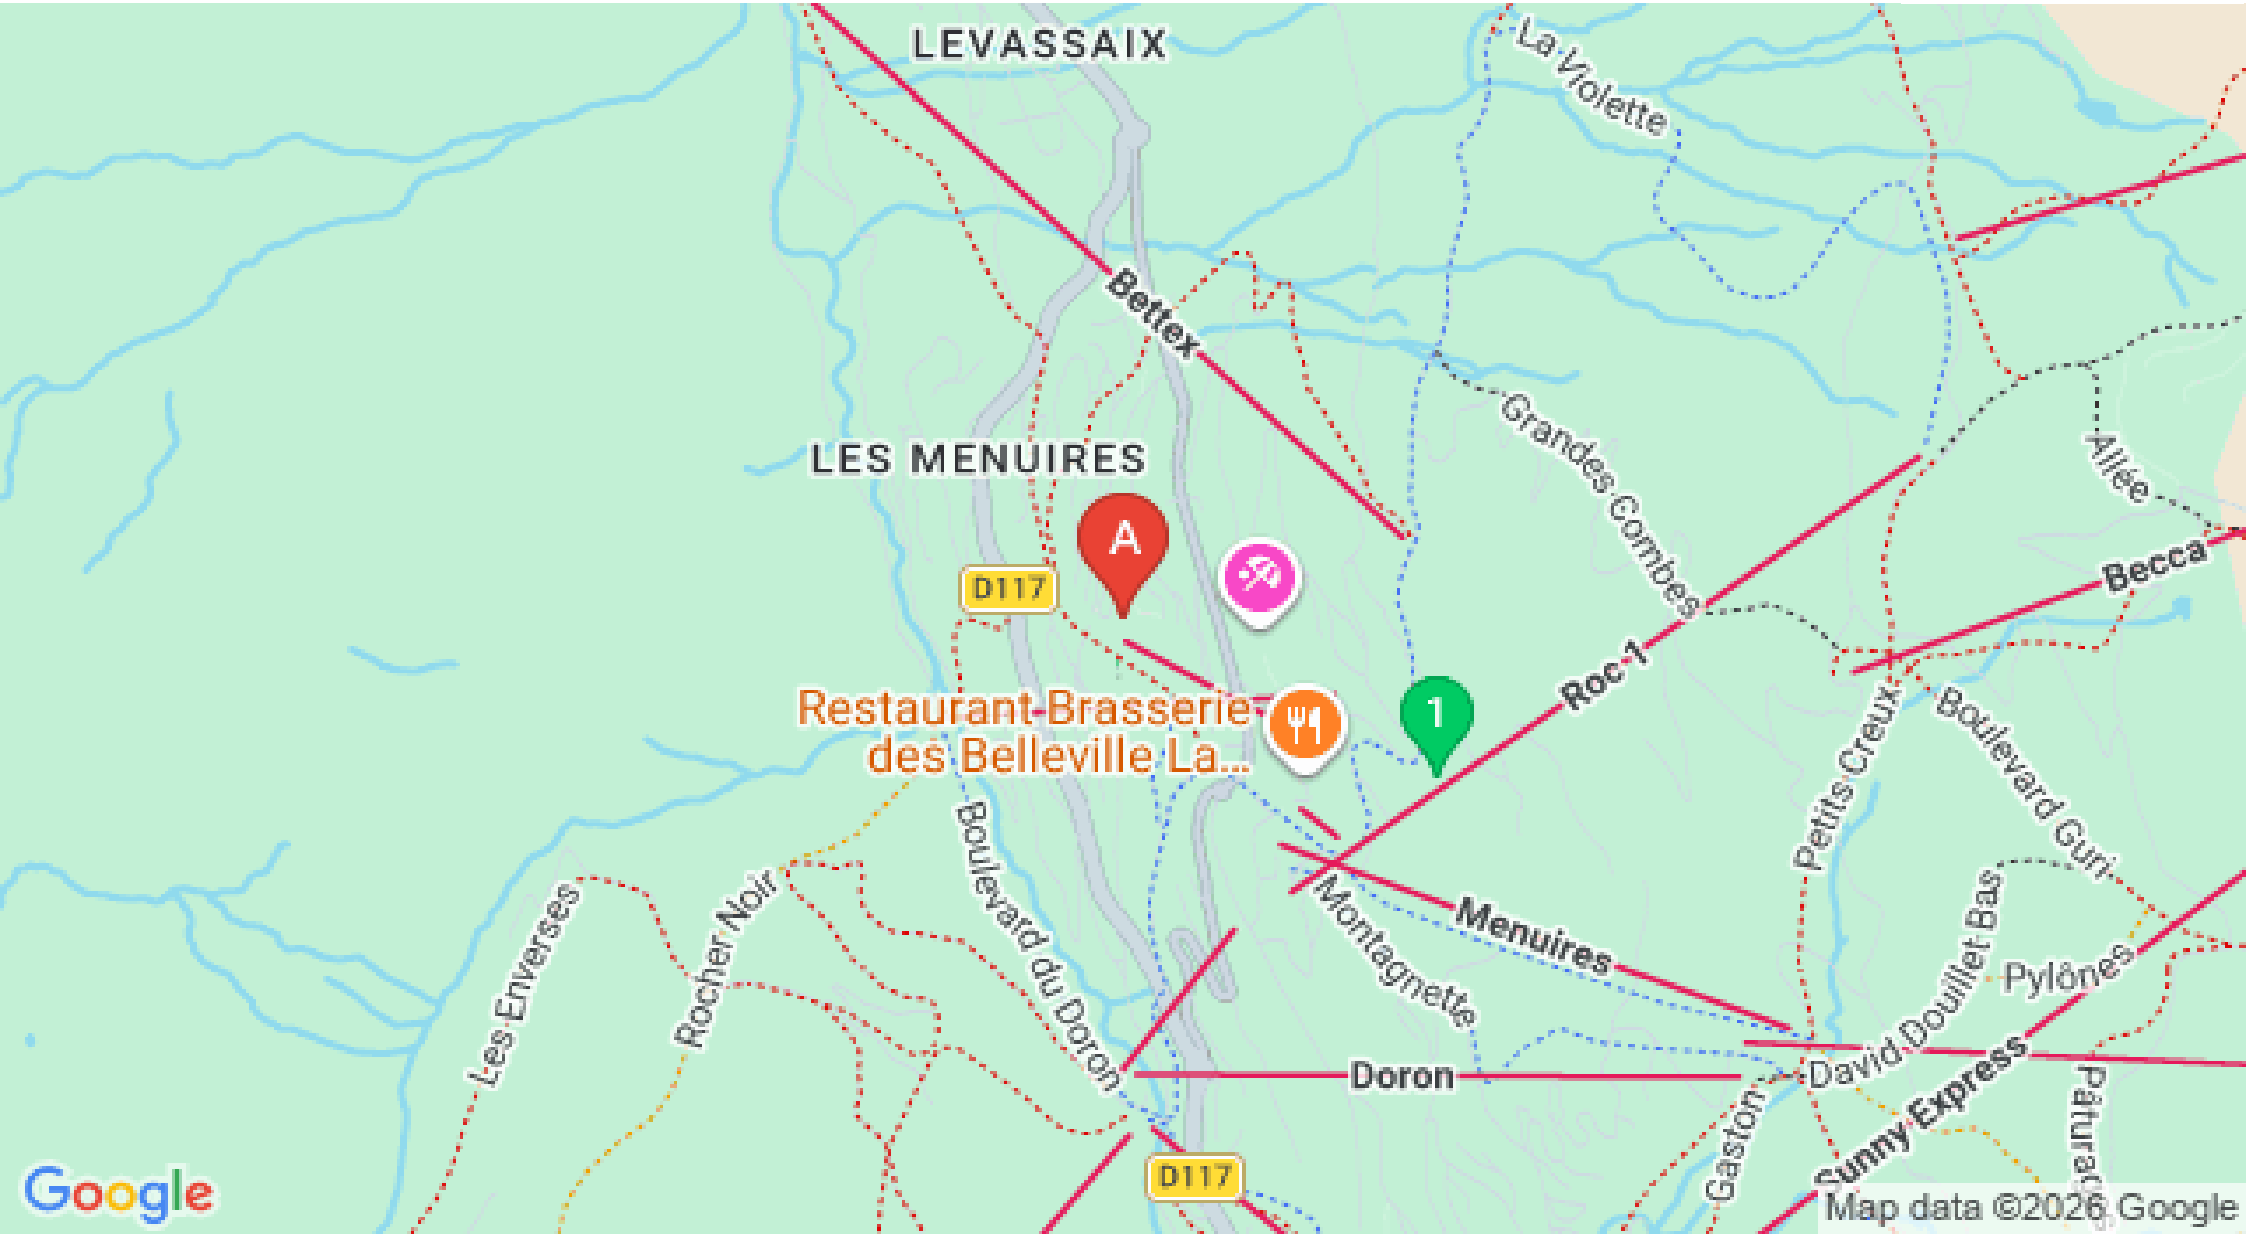 LEVASSAIX
La Violette
Bettex
Grandes Combes
LES MENUIRES
Allée
A
D117
Becca
Roc 1
1
Restaurant Brasserie
des Belleville La...
Petits Creux
Boulevard Guri
Boulevard du Doron
Les Enverses
Rocher Noir
Montagnette
Menuires
David Douillet Bas
Pylônes
Doron
Gaston
Sunny Express
Pâtura
D117
Google
Map data ©2026 Google